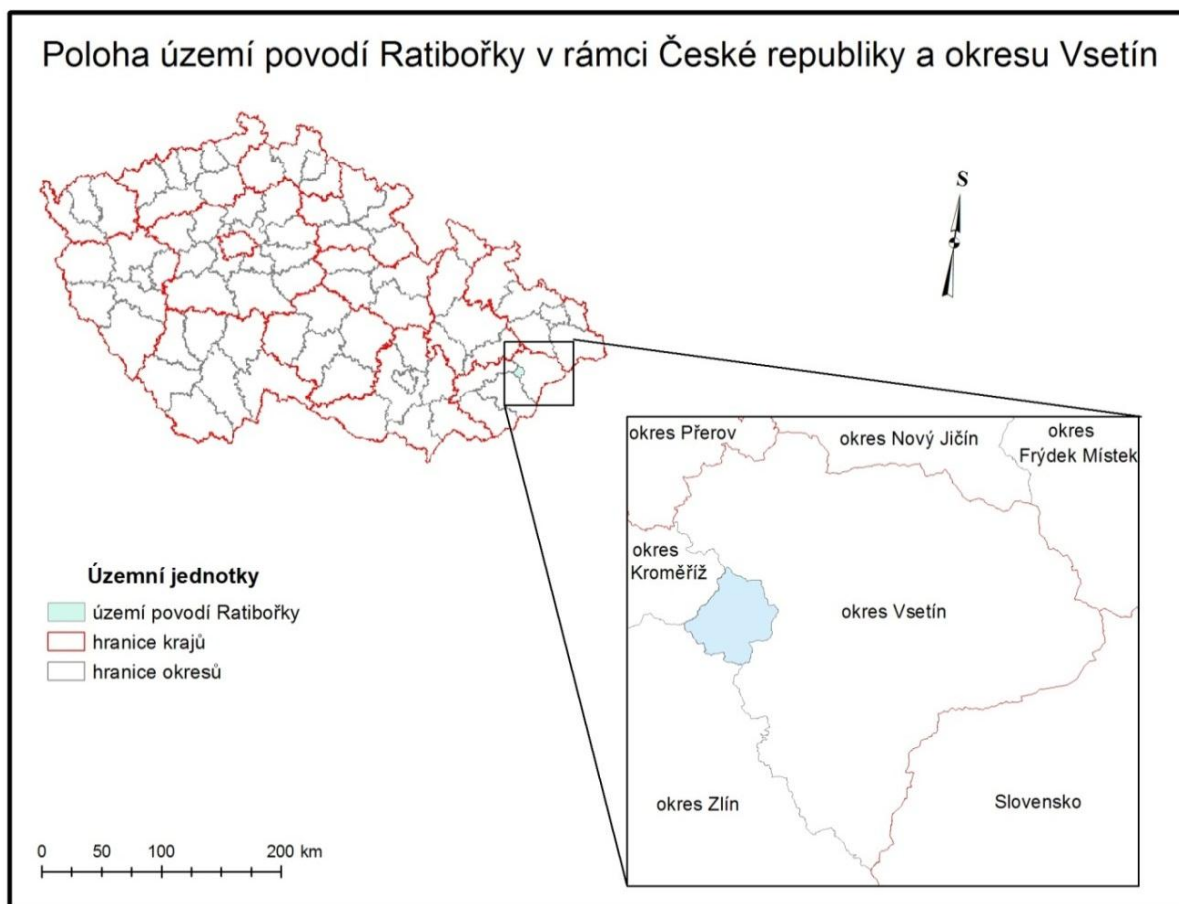 Poloha území povodí Ratibořky v rámci České republiky a okresu Vsetín
S
okres Přerov
okres Nový Jičín
okres
Frýdek Místek
okres
Kroměříž
okres Vsetín
okres Zlín
Slovensko
Územní jednotky
území povodí Ratibořky
hranice krajů
hranice okresů
0 50 100 200 km